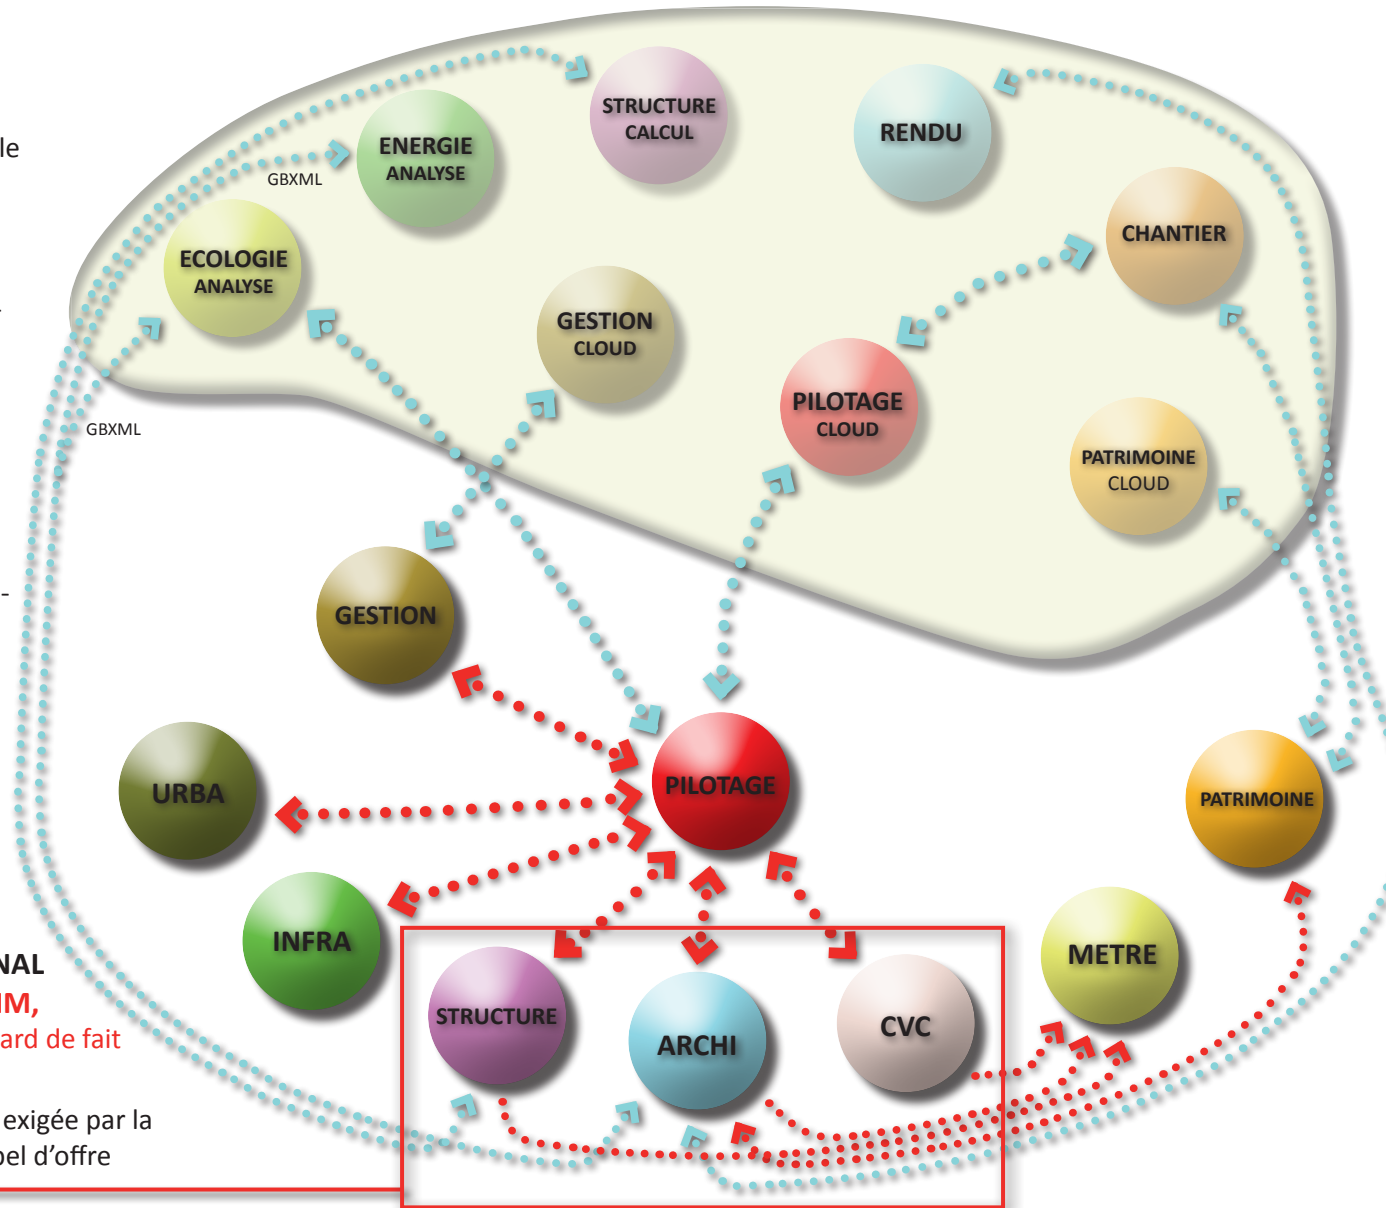 le
STRUCTURE
CALCUL
RENDU
ENERGIE
ANALYSE
GBXML
CHANTIER
ECOLOGIE
ANALYSE
GESTION
CLOUD
PILOTAGE
CLOUD
GBXML
PATRIMOINE
CLOUD
-
GESTION
URBA
PILOTAGE
PATRIMOINE
INFRA
METRE
NAL
IM,
ard de fait
STRUCTURE
ARCHI
CVC
exigée par la
pel d’offre